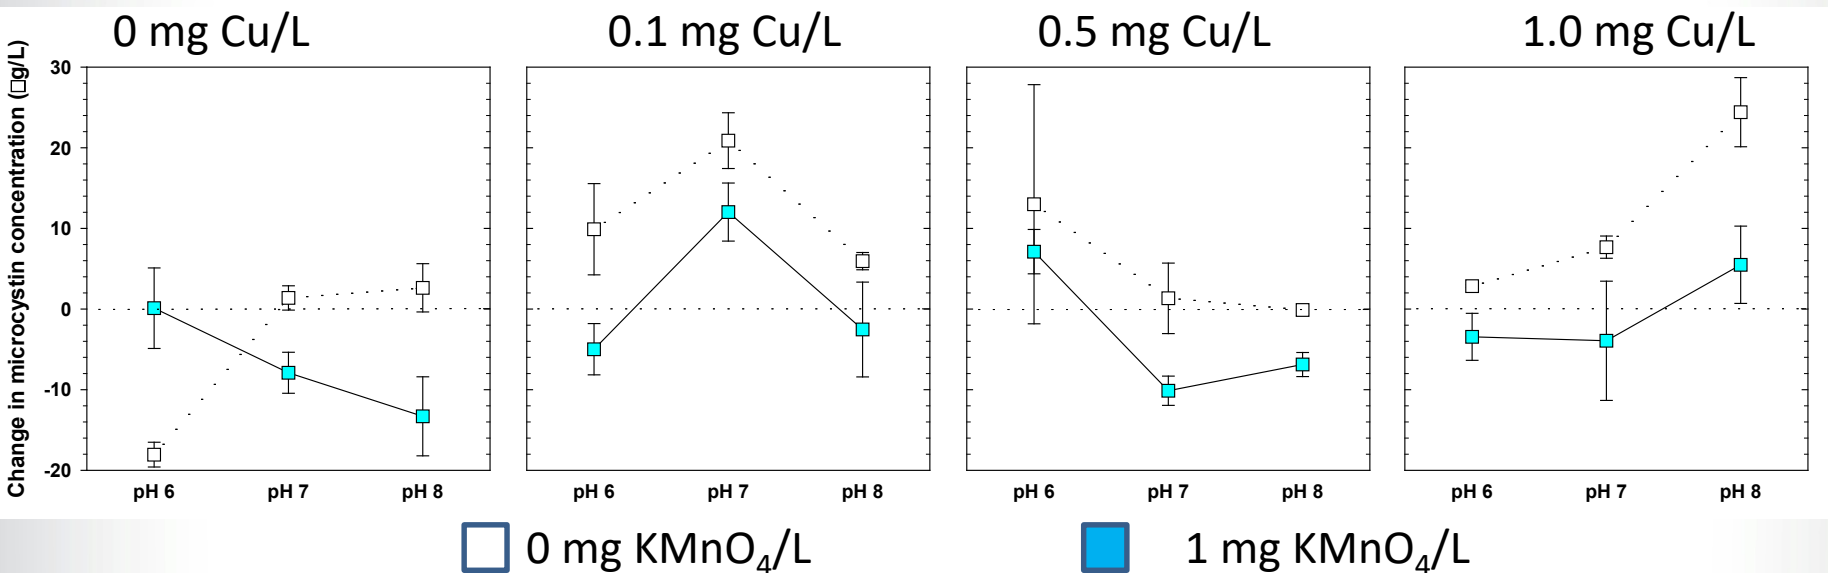 0 mg Cu/L
0.1 mg Cu/L
0.5 mg Cu/L
1.0 mg Cu/L
Change in microcystin concentration (□g/L)
30
20
10
0
-10
-20
pH 6
pH 7
pH 8
pH 6
pH 7
pH 8
pH 6
pH 7
pH 8
pH 6
pH 7
pH 8
0 mg KMnO₄/L
1 mg KMnO₄/L